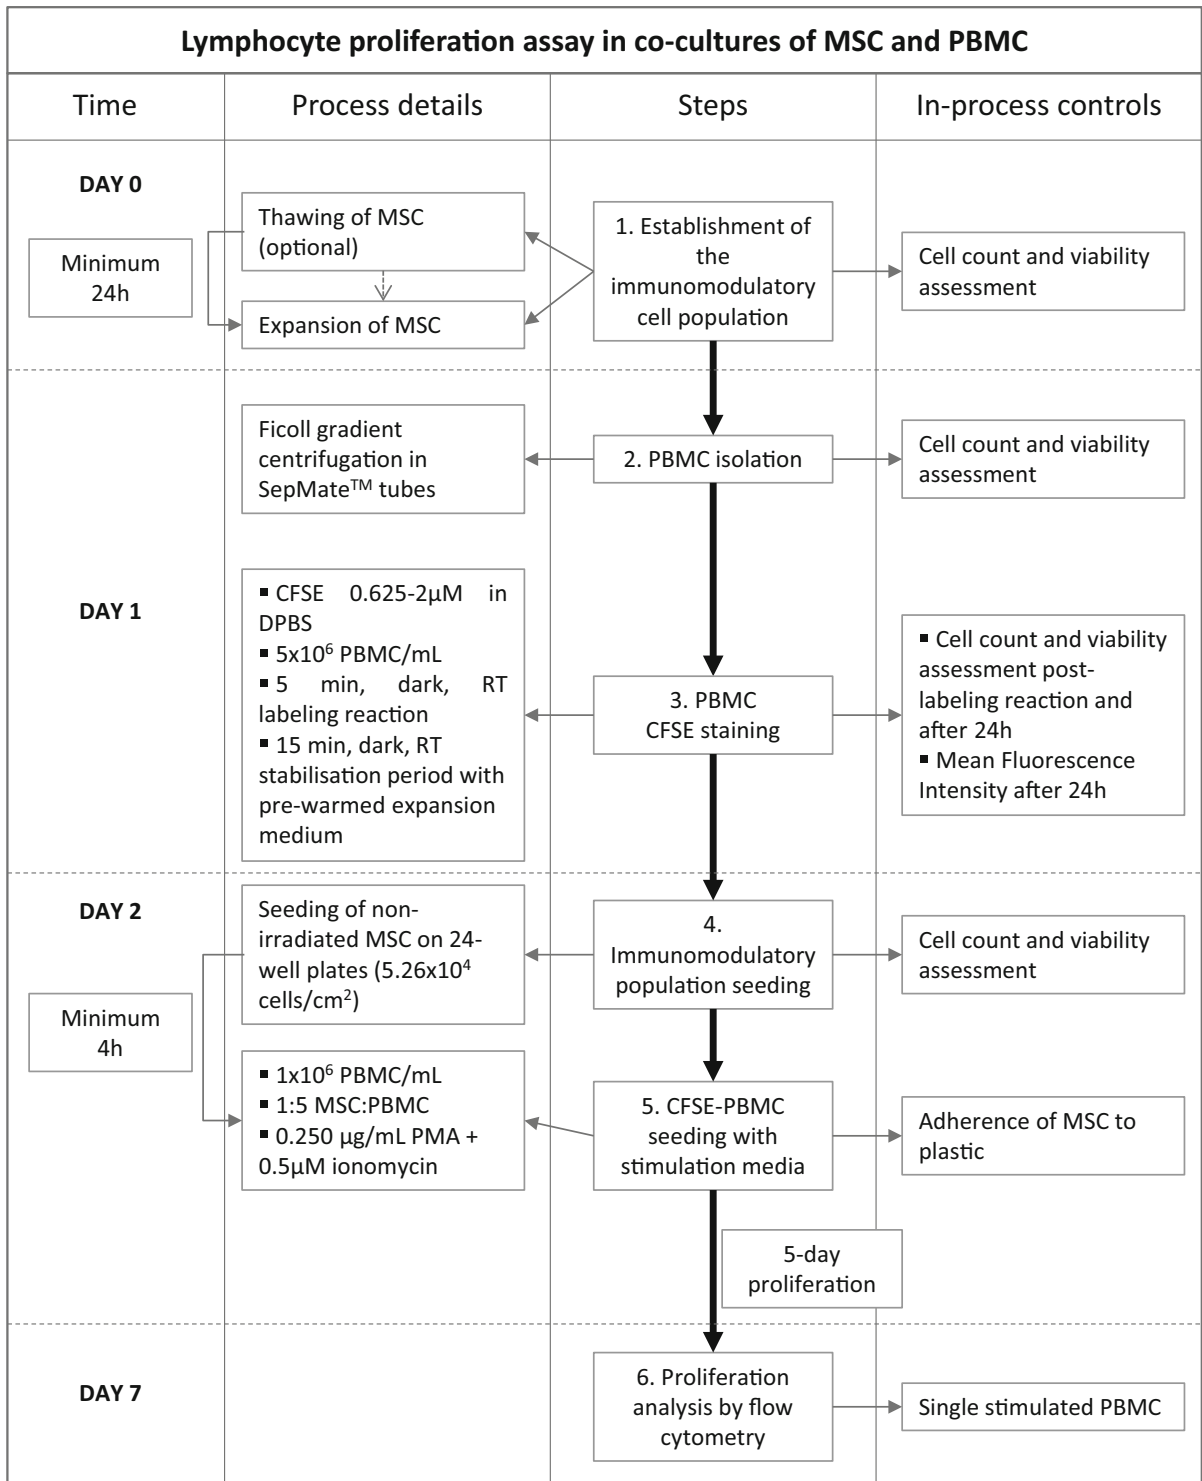 Lymphocyte proliferation assay in co-cultures of MSC and PBMC
Time
Process details
Steps
In-process controls
DAY 0
Minimum
24h
Thawing of MSC
(optional)
Expansion of MSC
1. Establishment of
the
immunomodulatory
cell population
Cell count and viability
assessment
DAY 1
Ficoll gradient
centrifugation in
SepMate™ tubes
2. PBMC isolation
Cell count and viability
assessment
▪ CFSE 0.625-2µM in
DPBS
▪ 5x10⁶ PBMC/mL
▪ 5 min, dark, RT
labeling reaction
▪ 15 min, dark, RT
stabilisation period with
pre-warmed expansion
medium
3. PBMC
CFSE staining
▪ Cell count and viability
assessment post-
labeling reaction and
after 24h
▪ Mean Fluorescence
Intensity after 24h
DAY 2
Minimum
4h
Seeding of non-
irradiated MSC on 24-
well plates (5.26x10⁴
cells/cm²)
4.
Immunomodulatory
population seeding
Cell count and viability
assessment
▪ 1x10⁶ PBMC/mL
▪ 1:5 MSC:PBMC
▪ 0.250 µg/mL PMA +
0.5µM ionomycin
5. CFSE-PBMC
seeding with
stimulation media
Adherence of MSC to
plastic
5-day
proliferation
DAY 7
6. Proliferation
analysis by flow
cytometry
Single stimulated PBMC